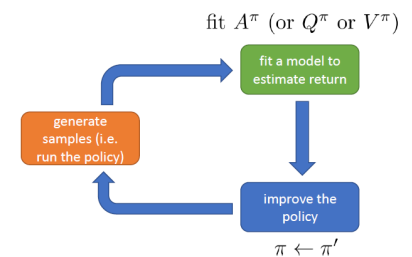 fit A^π (or Q^π or V^π)
fit a model to
estimate return
generate
samples (i.e.
run the policy)
improve the
policy
π ← π′